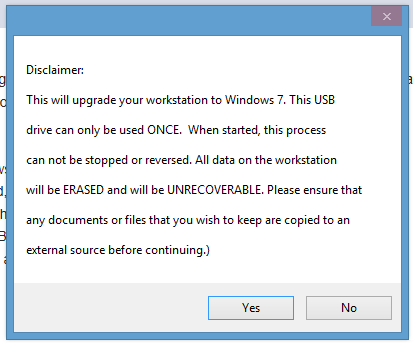 Disclaimer:
This will upgrade your workstation to Windows 7. This USB
drive can only be used ONCE.  When started, this process
can not be stopped or reversed. All data on the workstation
will be ERASED and will be UNRECOVERABLE. Please ensure that
any documents or files that you wish to keep are copied to an
external source before continuing.)
Yes
No